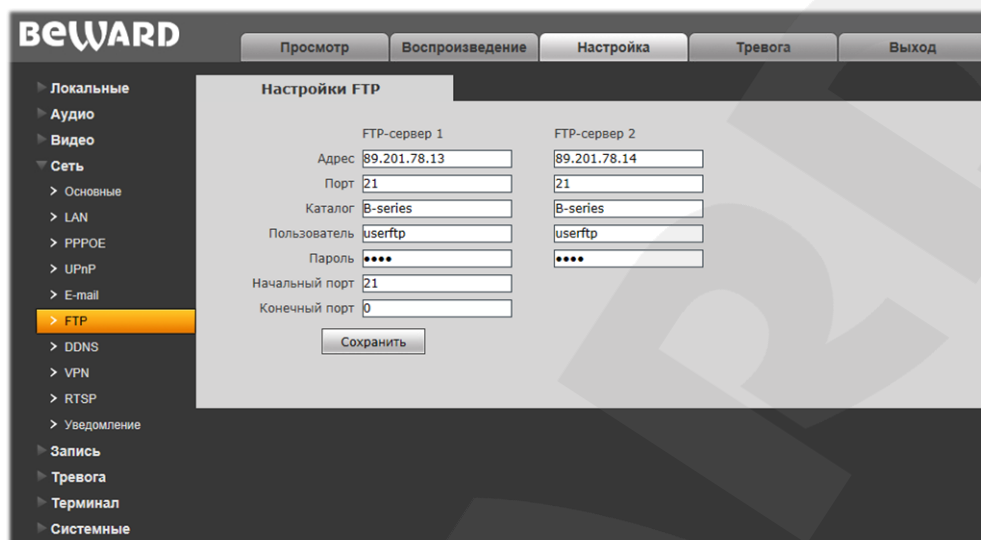 BEWARD
Просмотр Воспроизведение Настройка Тревога Выход
Локальные
Аудио
Видео
Сеть
> Основные
> LAN
> PPPOE
> UPnP
> E-mail
> FTP
> DDNS
> VPN
> RTSP
> Уведомление
Запись
Тревога
Терминал
Системные
Настройки FTP
FTP-сервер 1 FTP-сервер 2
Адрес 89.201.78.13 89.201.78.14
Порт 21 21
Каталог B-series B-series
Пользователь userftp userftp
Пароль •••• ••••
Начальный порт 21
Конечный порт 0
Сохранить